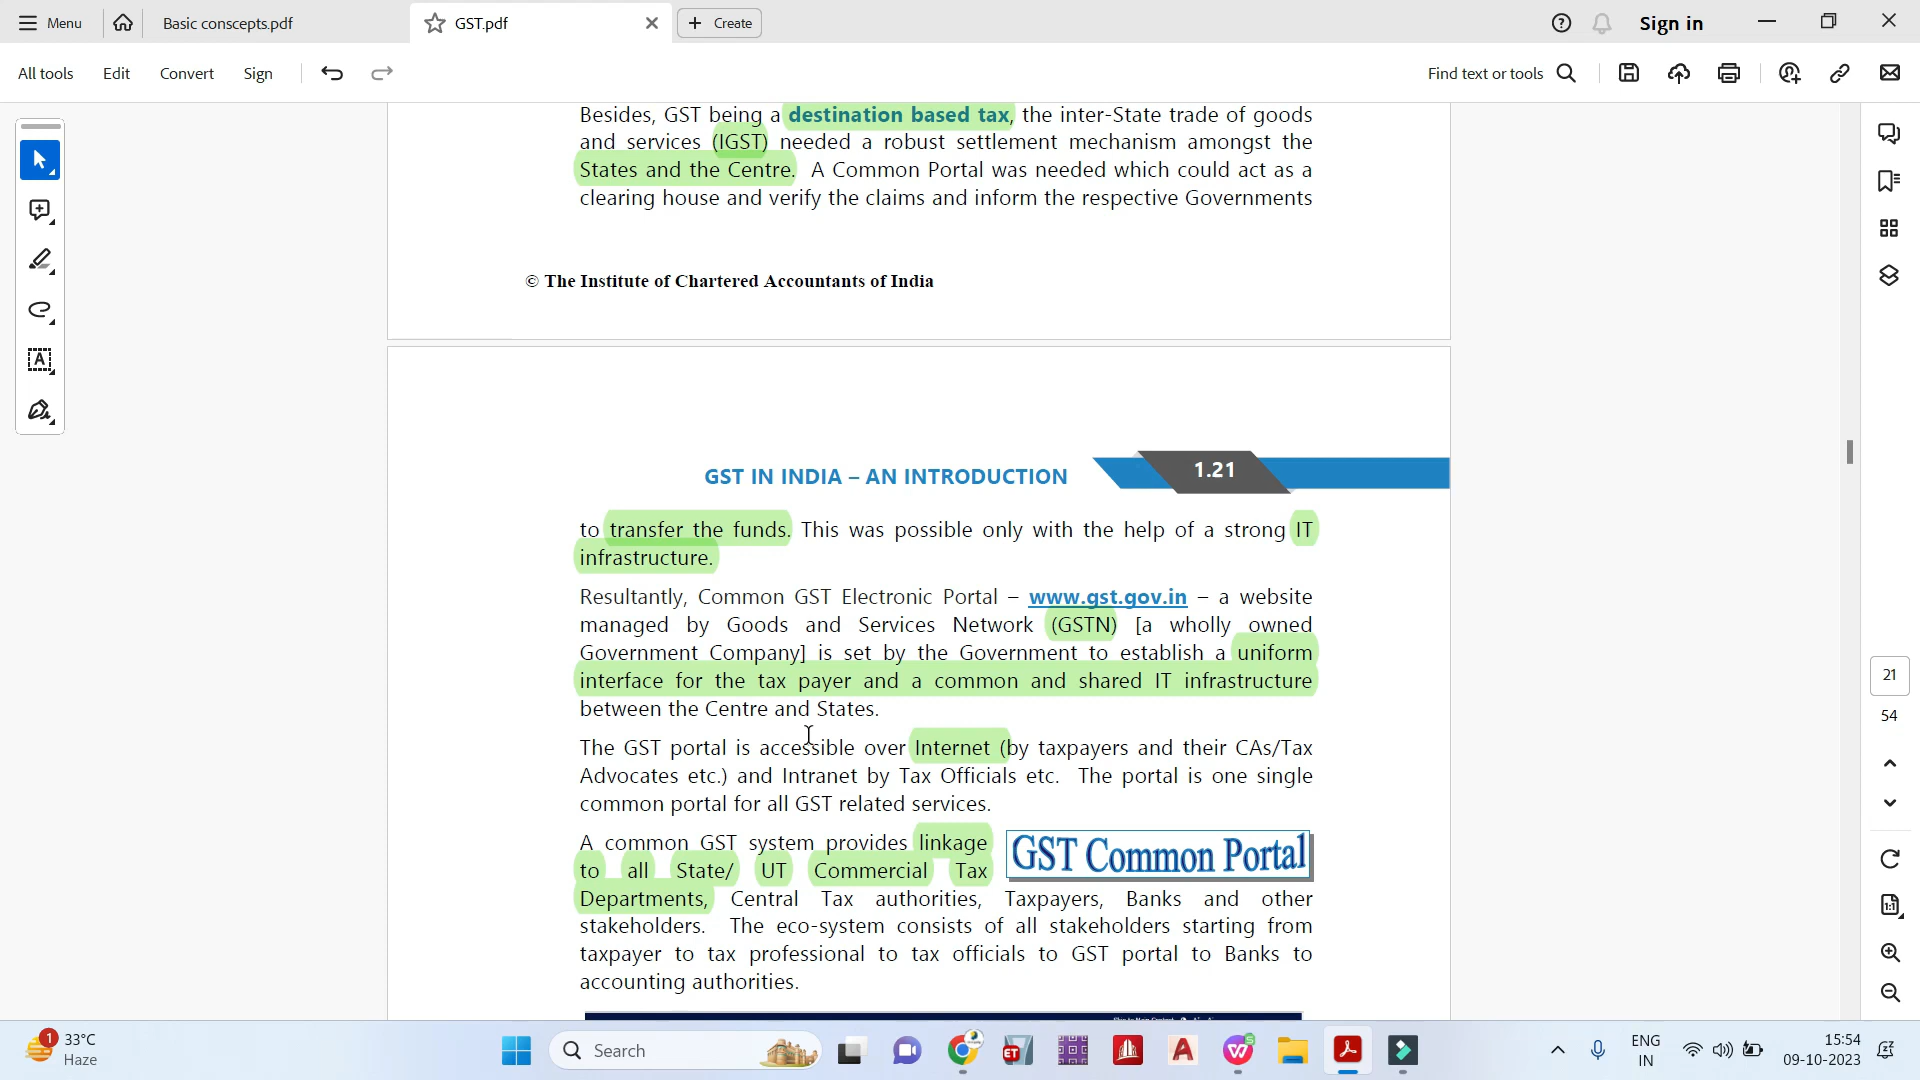 Menu
Basic conscepts.pdf
GST.pdf
Create
Sign in
All tools
Edit
Convert
Sign
Find text or tools
Besides, GST being a destination based tax, the inter-State trade of goods
and services (IGST) needed a robust settlement mechanism amongst the
States and the Centre. A Common Portal was needed which could act as a
clearing house and verify the claims and inform the respective Governments
© The Institute of Chartered Accountants of India
GST IN INDIA – AN INTRODUCTION
1.21
to transfer the funds. This was possible only with the help of a strong IT
infrastructure.
Resultantly, Common GST Electronic Portal – www.gst.gov.in – a website
managed by Goods and Services Network (GSTN) [a wholly owned
Government Company] is set by the Government to establish a uniform
interface for the tax payer and a common and shared IT infrastructure
between the Centre and States.
The GST portal is accessible over Internet (by taxpayers and their CAs/Tax
Advocates etc.) and Intranet by Tax Officials etc. The portal is one single
common portal for all GST related services.
A common GST system provides linkage
to all State/ UT Commercial Tax
GST Common Portal
Departments, Central Tax authorities, Taxpayers, Banks and other
stakeholders. The eco-system consists of all stakeholders starting from
taxpayer to tax professional to tax officials to GST portal to Banks to
accounting authorities.
21
54
1
33°C
Haze
Search
ET
ENG
IN
15:54
09-10-2023